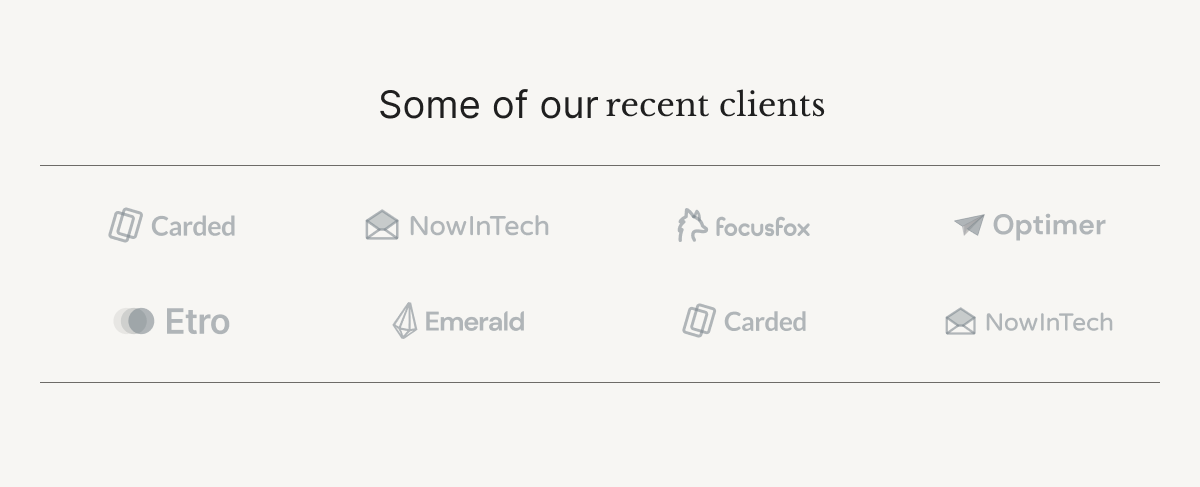 Some of our recent clients
Carded NowInTech focusfox Optimer
Etro Emerald Carded NowInTech